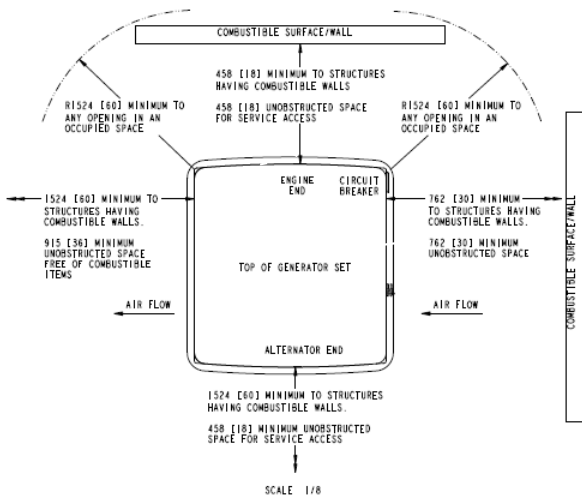 COMBUSTIBLE SURFACE/WALL
458 [18] MINIMUM TO STRUCTURES
HAVING COMBUSTIBLE WALLS
458 [18] UNOBSTRUCTED SPACE
FOR SERVICE ACCESS
R1524 [60] MINIMUM TO
ANY OPENING IN AN
OCCUPIED SPACE
R1524 [60] MINIMUM TO
ANY OPENING IN AN
OCCUPIED SPACE
ENGINE
END
CIRCUIT
BREAKER
1524 [60] MINIMUM TO
STRUCTURES HAVING
COMBUSTIBLE WALLS.
915 [36] MINIMUM
UNOBSTRUCTED SPACE
FREE OF COMBUSTIBLE
ITEMS
762 [30] MINIMUM
TO STRUCTURES HAVING
COMBUSTIBLE WALLS.
762 [30] MINIMUM
UNOBSTRUCTED SPACE
COMBUSTIBLE SURFACE/WALL
TOP OF GENERATOR SET
AIR FLOW
AIR FLOW
ALTERNATOR END
1524 [60] MINIMUM TO STRUCTURES
HAVING COMBUSTIBLE WALLS.
458 [18] MINIMUM UNOBSTRUCTED
SPACE FOR SERVICE ACCESS
SCALE 1/8